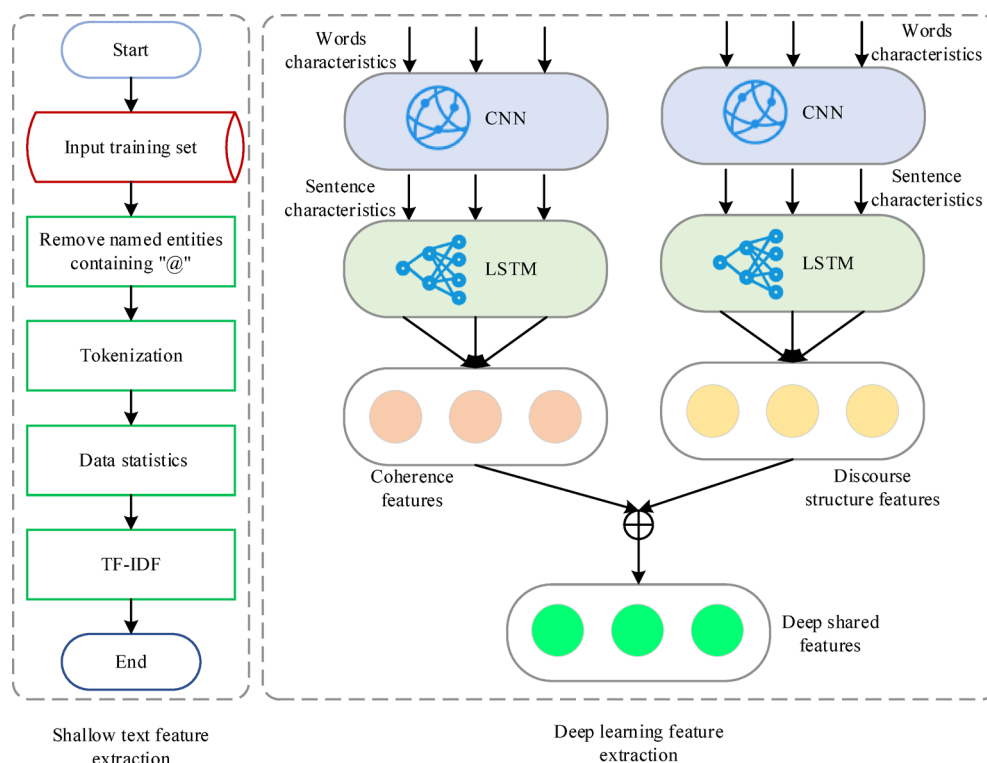 Start
Input training set
Remove named entities
containing "@"
Tokenization
Data statistics
TF-IDF
End
Shallow text feature
extraction
Words
characteristics
CNN
Sentence
characteristics
LSTM
Coherence
features
Words
characteristics
CNN
Sentence
characteristics
LSTM
Discourse
structure features
Deep shared
features
Deep learning feature
extraction